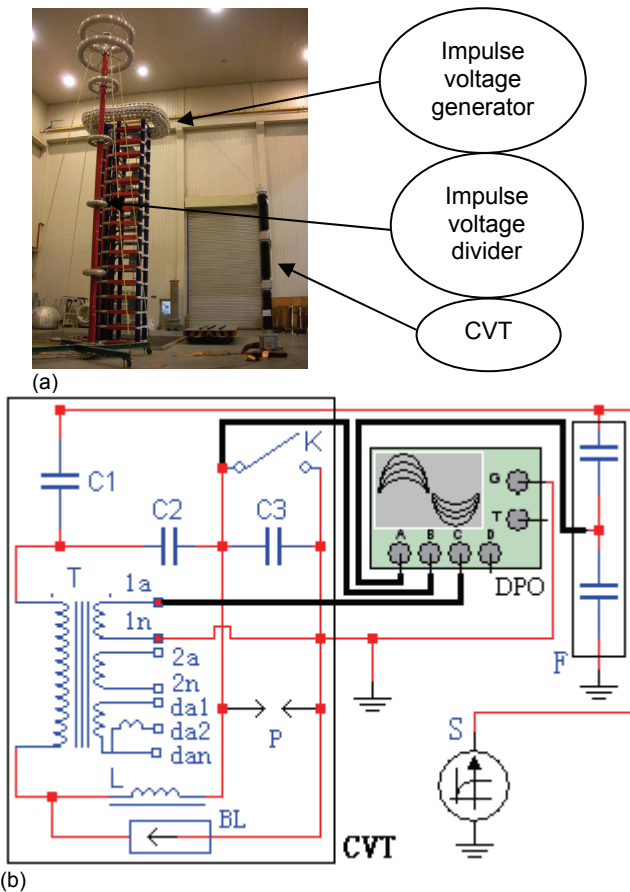 (a)
Impulse
voltage
generator
Impulse
voltage
divider
CVT
(b)
C1
C2
C3
K
T
1a
1n
2a
2n
da1
da2
dan
P
L
BL
CVT
A
B
C
D
G
T
DPO
F
S